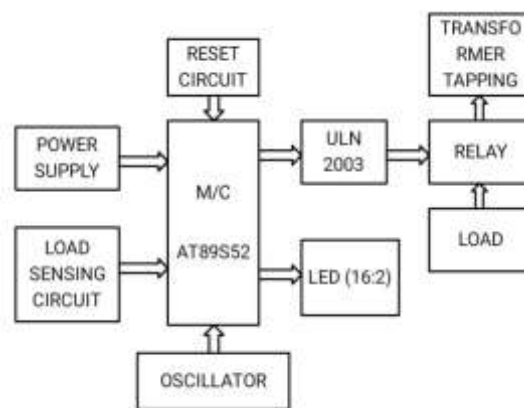 TRANSFO
RMER
TAPPING
RESET
CIRCUIT
POWER
SUPPLY
M/C
AT89S52
ULN
2003
RELAY
LOAD
SENSING
CIRCUIT
LED (16:2)
LOAD
OSCILLATOR